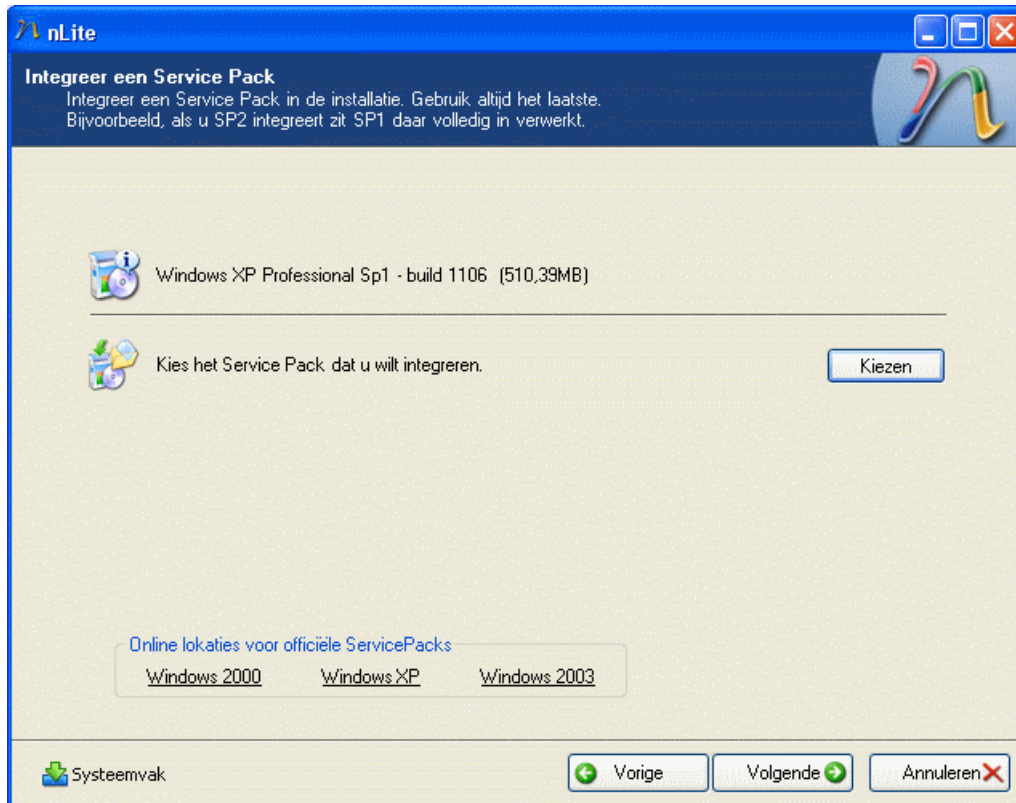 nLite
Integreer een Service Pack
Integreer een Service Pack in de installatie. Gebruik altijd het laatste.
Bijvoorbeeld, als u SP2 integreert zit SP1 daar volledig in verwerkt.
Windows XP Professional Sp1 - build 1106 (510,39MB)
Kies het Service Pack dat u wilt integreren.
Kiezen
Online lokaties voor officiële ServicePacks
Windows 2000 Windows XP Windows 2003
Systeemvak
Vorige
Volgende
Annuleren